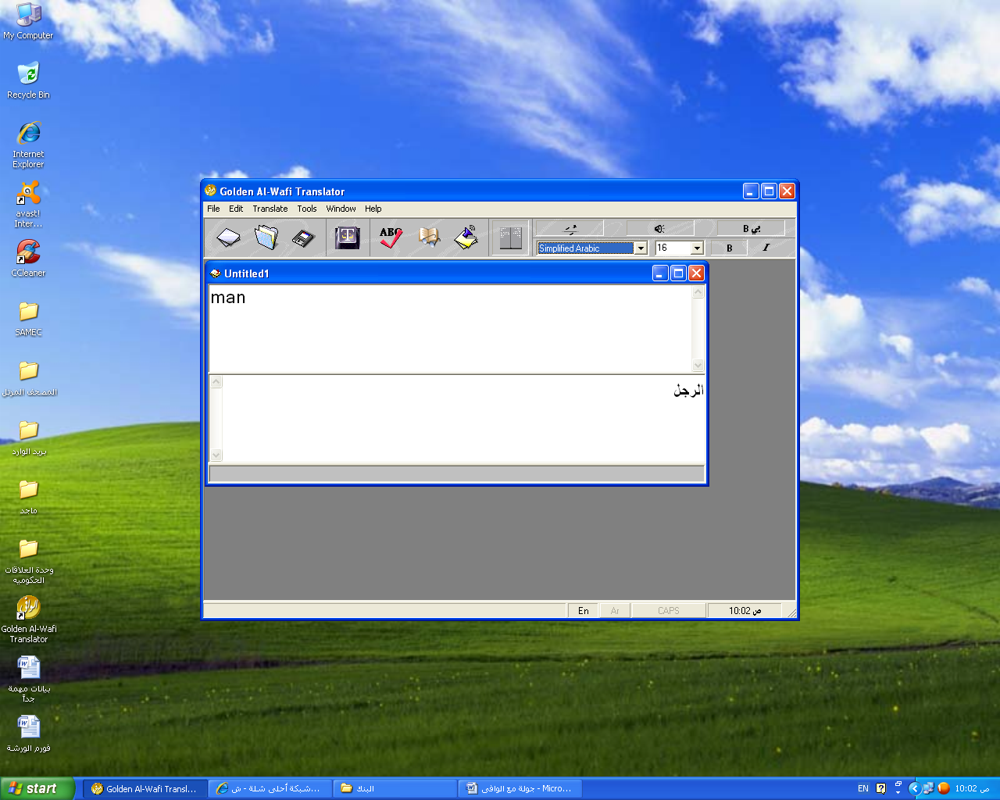 My Computer
Recycle Bin
Internet
Explorer
avast!
Inter...
CCleaner
SAMEC
المصحف المرتل
بريد الوارد
ماجد
وحدة العلاقات
الحكوميه
Golden Al-Wafi
Translator
بيانات مهمة
جداً
فورم الورشة
Golden Al-Wafi Translator
File Edit Translate Tools Window Help
ABC
B بي
Simplified Arabic 16 B I
Untitled1
man
الرجل
En Ar CAPS 10:02 ص
start
Golden Al-Wafi Transl...
شبكة أحلى شلة - ش...
البنك
جولة مع الوافي - Micro...
EN
10:02 ص